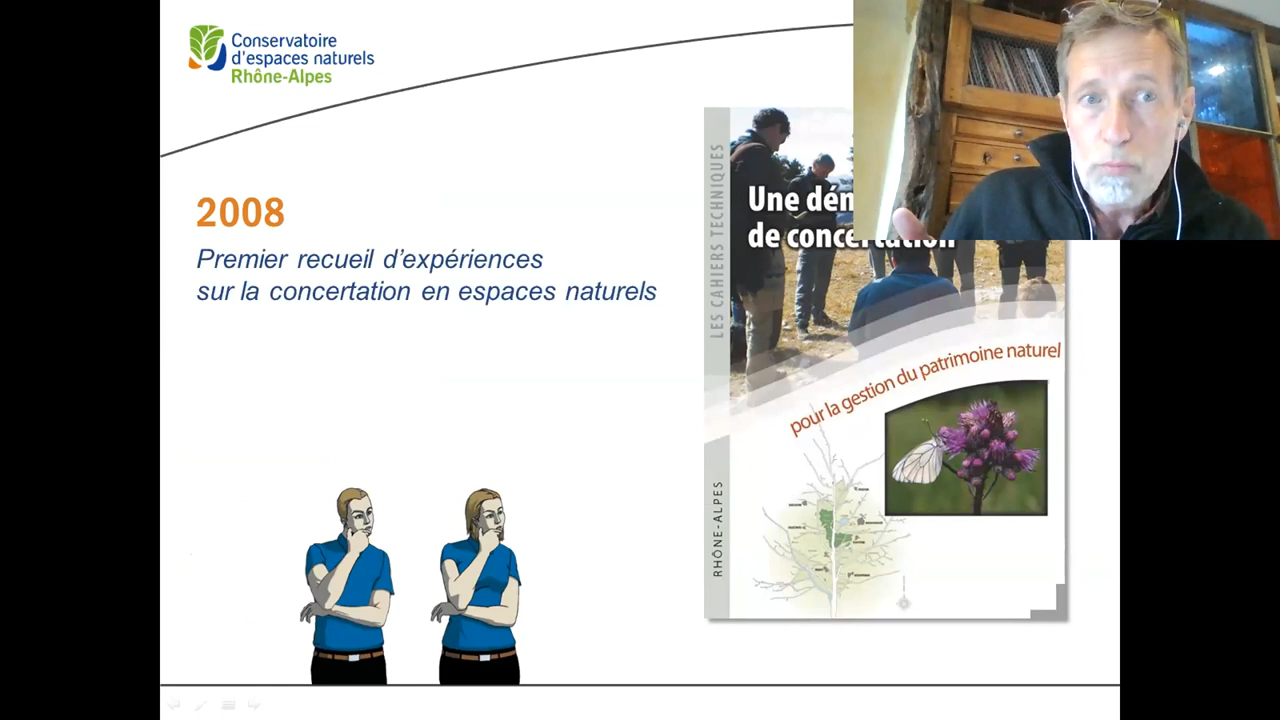 Conservatoire
d'espaces naturels
Rhône-Alpes
2008
Premier recueil d'expériences
sur la concertation en espaces naturels
LES CAHIERS TECHNIQUES
Une dém
de concertation
pour la gestion du patrimoine naturel
RHÔNE-ALPES